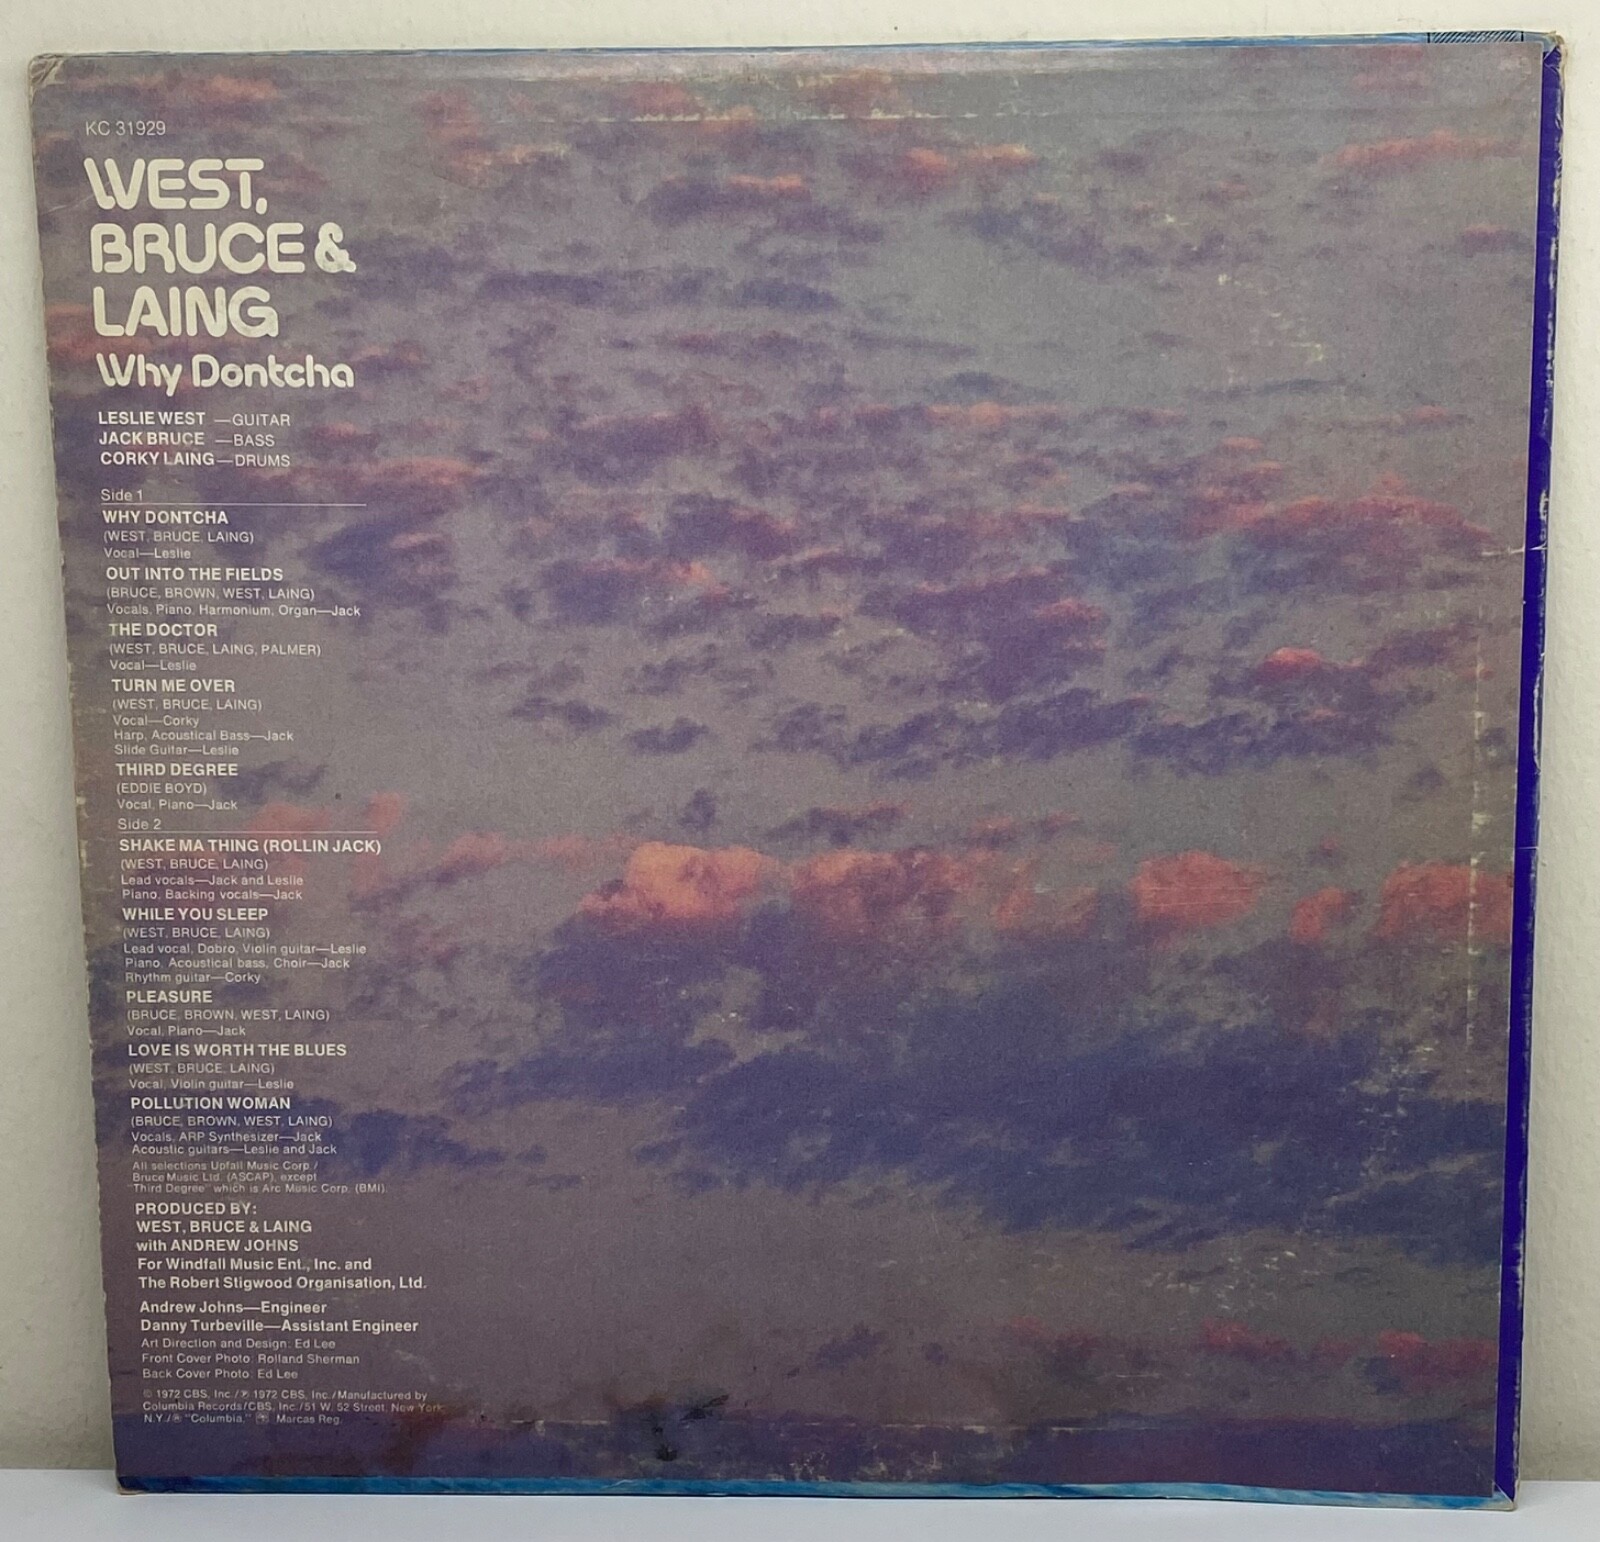 KC 31929
WEST,
BRUCE &
LAING
Why Dontcha
LESLIE WEST —GUITAR
JACK BRUCE —BASS
CORKY LAING—DRUMS
Side 1
WHY DONTCHA
(WEST, BRUCE, LAING)
Vocal—Leslie
OUT INTO THE FIELDS
(BRUCE, BROWN, WEST, LAING)
Vocals, Piano, Harmonium, Organ—Jack
THE DOCTOR
(WEST, BRUCE, LAING, PALMER)
Vocal—Leslie
TURN ME OVER
(WEST, BRUCE, LAING)
Vocal—Corky
Harp, Acoustical Bass—Jack
Slide Guitar—Leslie
THIRD DEGREE
(EDDIE BOYD)
Vocal, Piano—Jack
Side 2
SHAKE MA THING (ROLLIN JACK)
(WEST, BRUCE, LAING)
Lead vocals—Jack and Leslie
Piano, Backing vocals—Jack
WHILE YOU SLEEP
(WEST, BRUCE, LAING)
Lead vocal, Dobro, Violin guitar—Leslie
Piano, Acoustical bass, Choir—Jack
Rhythm guitar—Corky
PLEASURE
(BRUCE, BROWN, WEST, LAING)
Vocal, Piano—Jack
LOVE IS WORTH THE BLUES
(WEST, BRUCE, LAING)
Vocal, Violin guitar—Leslie
POLLUTION WOMAN
(BRUCE, BROWN, WEST, LAING)
Vocals, ARP Synthesizer—Jack
Acoustic guitars—Leslie and Jack
All selections Upfall Music Corp./
Bruce Music Ltd. (ASCAP), except
"Third Degree" which is Arc Music Corp. (BMI).
PRODUCED BY:
WEST, BRUCE & LAING
with ANDREW JOHNS
For Windfall Music Ent., Inc. and
The Robert Stigwood Organisation, Ltd.
Andrew Johns—Engineer
Danny Turbeville—Assistant Engineer
Art Direction and Design: Ed Lee
Front Cover Photo: Rolland Sherman
Back Cover Photo: Ed Lee
© 1972 CBS, Inc./℗ 1972 CBS, Inc./Manufactured by
Columbia Records/CBS, Inc./51 W. 52 Street, New York,
N.Y./® "Columbia," Marcas Reg.